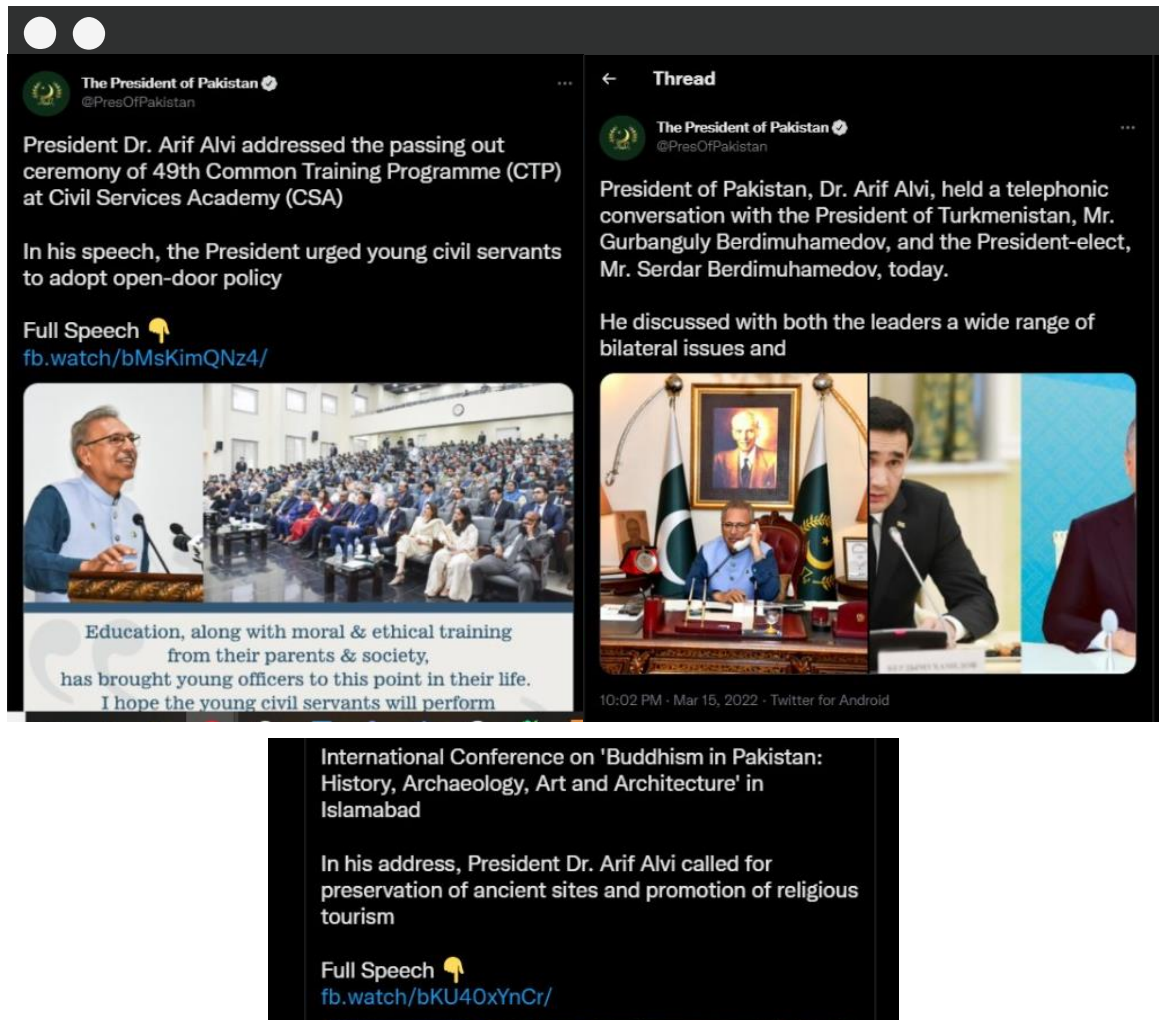 The President of Pakistan
@PresOfPakistan
President Dr. Arif Alvi addressed the passing out
ceremony of 49th Common Training Programme (CTP)
at Civil Services Academy (CSA)
In his speech, the President urged young civil servants
to adopt open-door policy
Full Speech 👇
fb.watch/bMsKimQNz4/
Education, along with moral & ethical training
from their parents & society,
has brought young officers to this point in their life.
I hope the young civil servants will perform
Thread
The President of Pakistan
@PresOfPakistan
President of Pakistan, Dr. Arif Alvi, held a telephonic
conversation with the President of Turkmenistan, Mr.
Gurbanguly Berdimuhamedov, and the President-elect,
Mr. Serdar Berdimuhamedov, today.
He discussed with both the leaders a wide range of
bilateral issues and
10:02 PM · Mar 15, 2022 · Twitter for Android
International Conference on 'Buddhism in Pakistan:
History, Archaeology, Art and Architecture' in
Islamabad
In his address, President Dr. Arif Alvi called for
preservation of ancient sites and promotion of religious
tourism
Full Speech 👇
fb.watch/bKU40xYnCr/